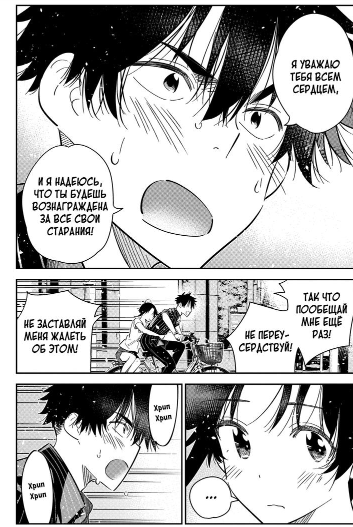 Я УВАЖАЮ
ТЕБЯ ВСЕМ
СЕРДЦЕМ,
И Я НАДЕЮСЬ,
ЧТО ТЫ БУДЕШЬ
ВОЗНАГРАЖДЕНА
ЗА ВСЕ СВОИ
СТАРАНИЯ!
ТАК ЧТО
ПООБЕЩАЙ
МНЕ ЕЩЁ
РАЗ!
НЕ ПЕРЕУ-
СЕРДСТВУЙ!
НЕ ЗАСТАВЛЯЙ
МЕНЯ ЖАЛЕТЬ
ОБ ЭТОМ!
Хрип
Хрип
Хрип
Хрип
...